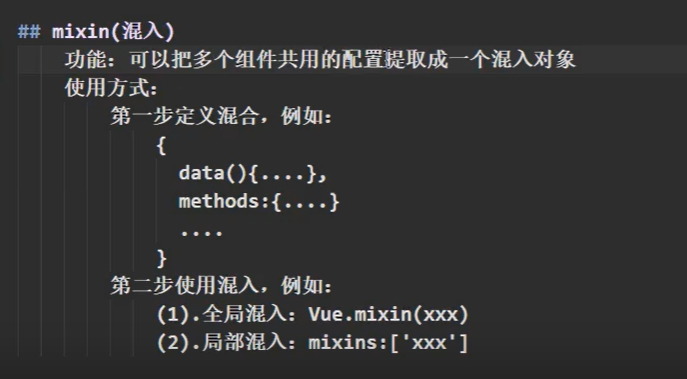 ## mixin(混入)
功能：可以把多个组件共用的配置提取成一个混入对象
使用方式：
第一步定义混合，例如：
{
data(){....},
methods:{....}
....
}
第二步使用混入，例如：
(1).全局混入：Vue.mixin(xxx)
(2).局部混入：mixins:['xxx']